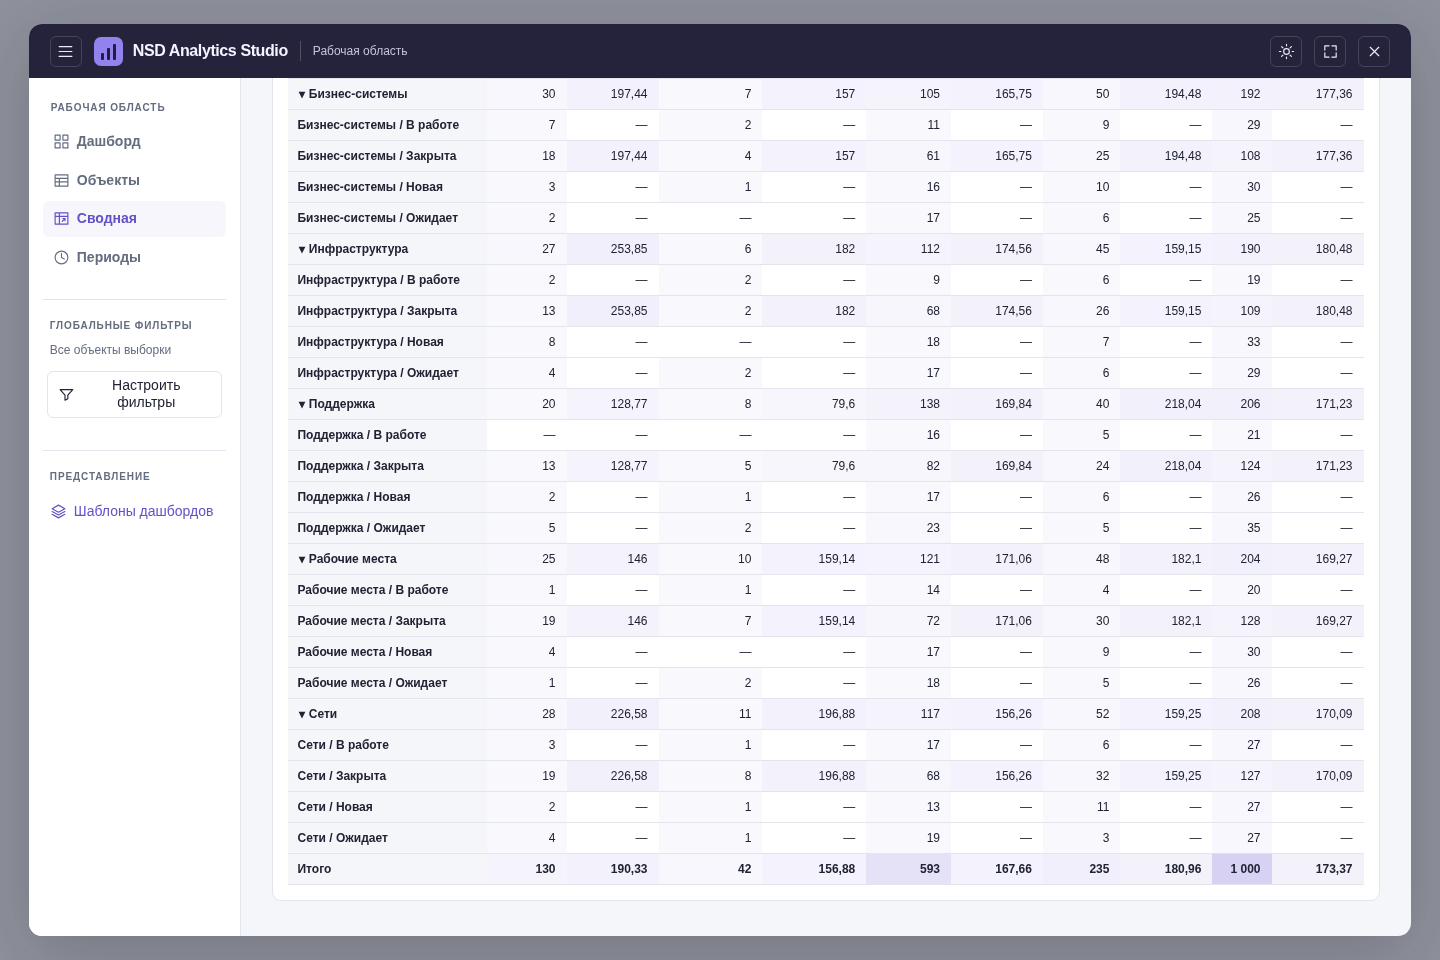 NSD Analytics Studio Рабочая область
РАБОЧАЯ ОБЛАСТЬ
Дашборд
Объекты
Сводная
Периоды
ГЛОБАЛЬНЫЕ ФИЛЬТРЫ
Все объекты выборки
Настроить
фильтры
ПРЕДСТАВЛЕНИЕ
Шаблоны дашбордов
▾ Бизнес-системы 30 197,44 7 157 105 165,75 50 194,48 192 177,36
Бизнес-системы / В работе 7 — 2 — 11 — 9 — 29 —
Бизнес-системы / Закрыта 18 197,44 4 157 61 165,75 25 194,48 108 177,36
Бизнес-системы / Новая 3 — 1 — 16 — 10 — 30 —
Бизнес-системы / Ожидает 2 — — — 17 — 6 — 25 —
▾ Инфраструктура 27 253,85 6 182 112 174,56 45 159,15 190 180,48
Инфраструктура / В работе 2 — 2 — 9 — 6 — 19 —
Инфраструктура / Закрыта 13 253,85 2 182 68 174,56 26 159,15 109 180,48
Инфраструктура / Новая 8 — — — 18 — 7 — 33 —
Инфраструктура / Ожидает 4 — 2 — 17 — 6 — 29 —
▾ Поддержка 20 128,77 8 79,6 138 169,84 40 218,04 206 171,23
Поддержка / В работе — — — — 16 — 5 — 21 —
Поддержка / Закрыта 13 128,77 5 79,6 82 169,84 24 218,04 124 171,23
Поддержка / Новая 2 — 1 — 17 — 6 — 26 —
Поддержка / Ожидает 5 — 2 — 23 — 5 — 35 —
▾ Рабочие места 25 146 10 159,14 121 171,06 48 182,1 204 169,27
Рабочие места / В работе 1 — 1 — 14 — 4 — 20 —
Рабочие места / Закрыта 19 146 7 159,14 72 171,06 30 182,1 128 169,27
Рабочие места / Новая 4 — — — 17 — 9 — 30 —
Рабочие места / Ожидает 1 — 2 — 18 — 5 — 26 —
▾ Сети 28 226,58 11 196,88 117 156,26 52 159,25 208 170,09
Сети / В работе 3 — 1 — 17 — 6 — 27 —
Сети / Закрыта 19 226,58 8 196,88 68 156,26 32 159,25 127 170,09
Сети / Новая 2 — 1 — 13 — 11 — 27 —
Сети / Ожидает 4 — 1 — 19 — 3 — 27 —
Итого 130 190,33 42 156,88 593 167,66 235 180,96 1 000 173,37